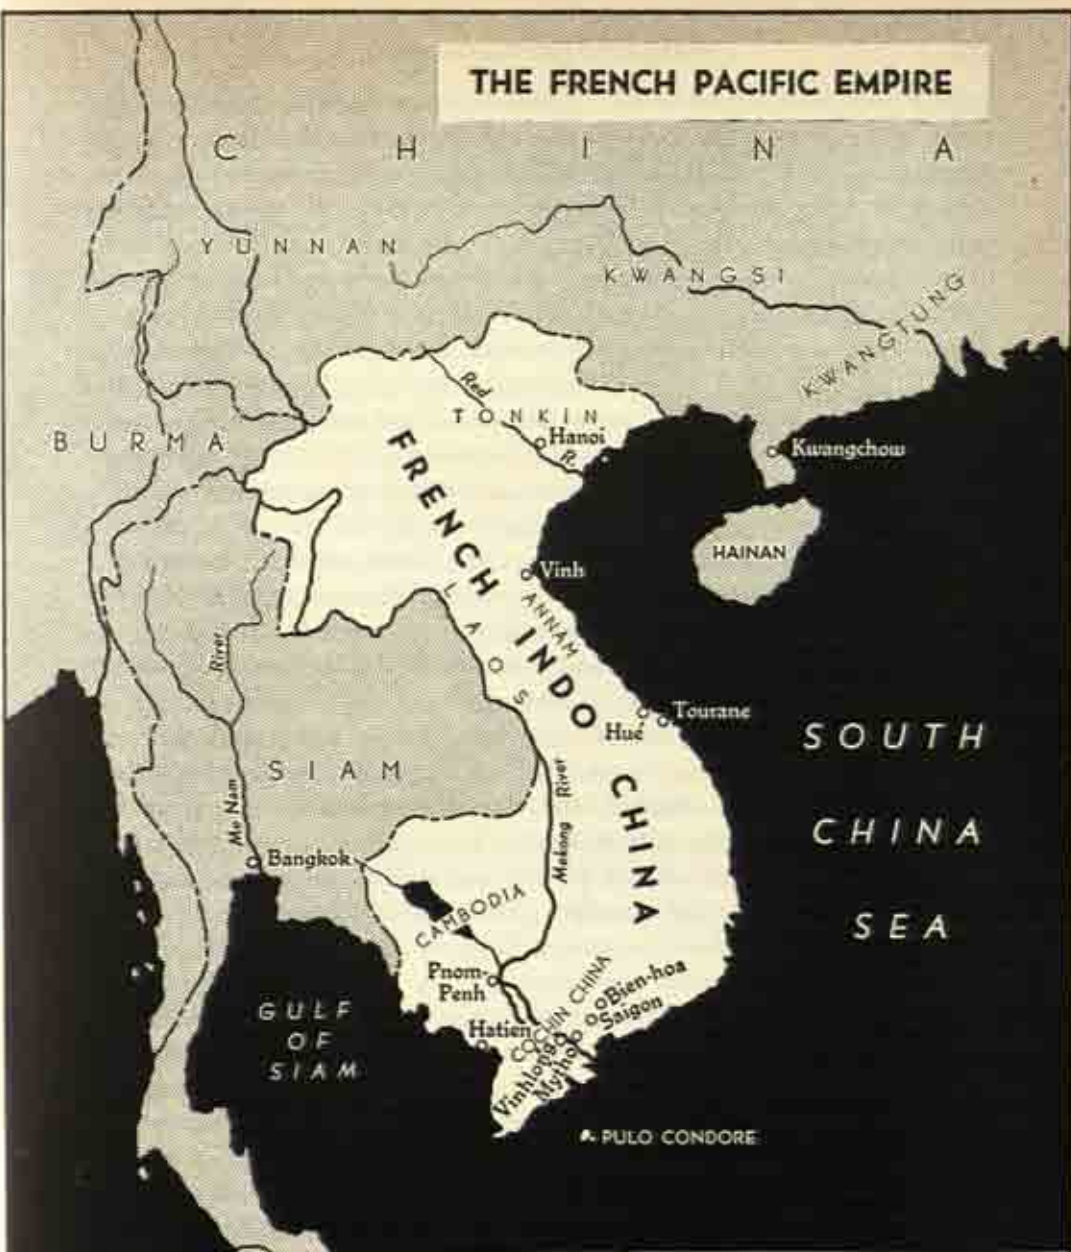 THE FRENCH PACIFIC EMPIRE
CHINA
YUNNAN
KWANGSI
KWANGTUNG
Red
TONKIN
BURMA
Hanoi
R.
Kwangchow
FRENCH INDO CHINA
HAINAN
Vinh
LAOS
ANNAM
River
Tourane
Hué
SOUTH
CHINA
SEA
SIAM
Mekong River
Me Nam
Bangkok
CAMBODIA
Pnom-
Penh
COCHIN CHINA
Bien-hoa
Saigon
GULF
OF
SIAM
Hatien
Vinhlong
Mytho
PULO CONDORE